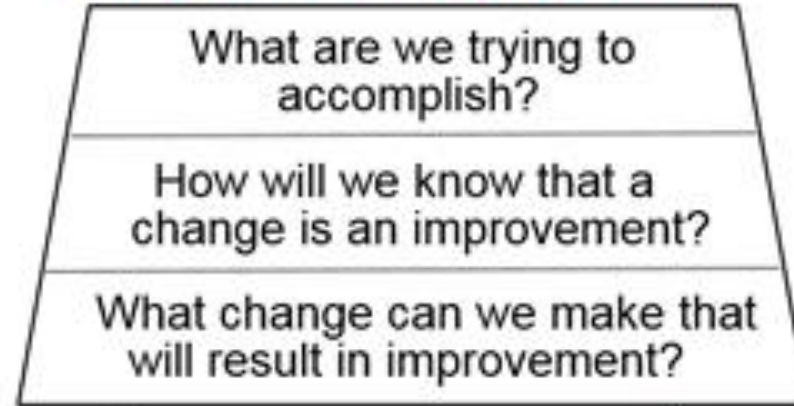 What are we trying to
accomplish?
How will we know that a
change is an improvement?
What change can we make that
will result in improvement?